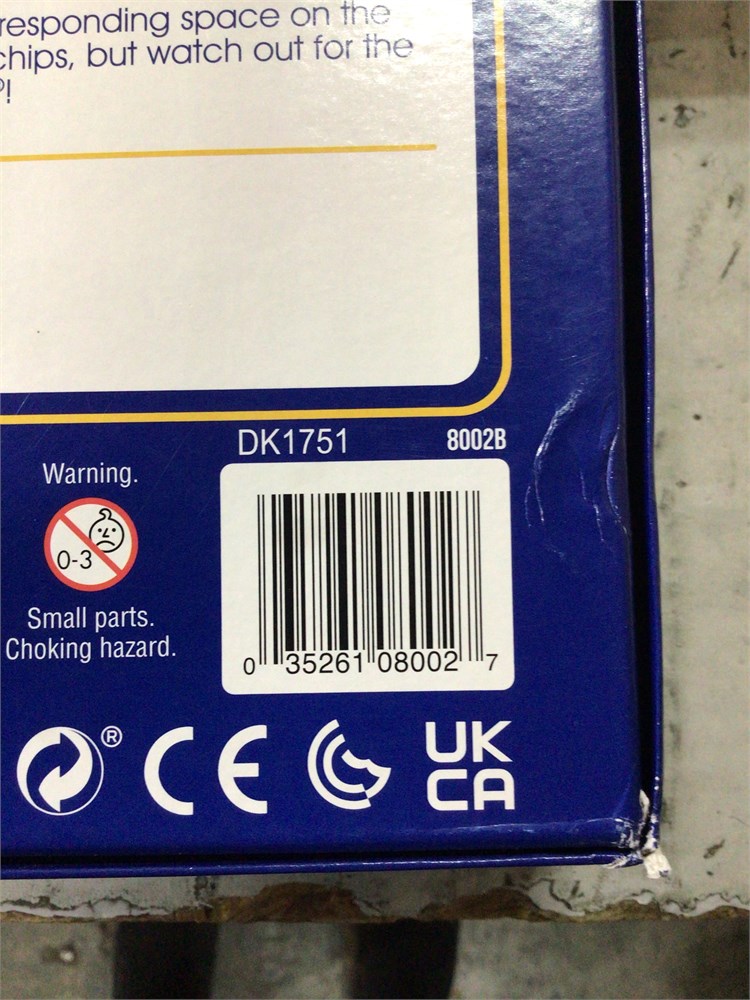 responding space on the
chips, but watch out for the
!
DK1751 8002B
Warning.
0-3
Small parts.
Choking hazard.
0 35261 08002 7
® CE UK
CA